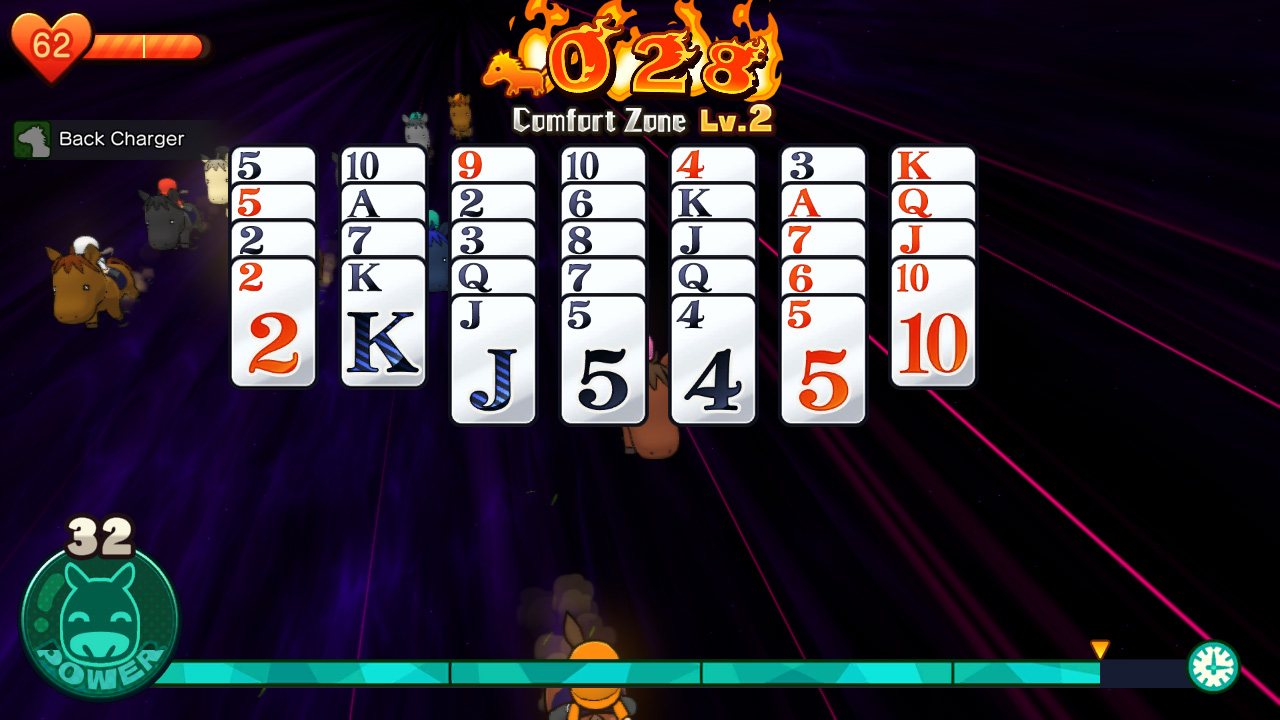 62
028
Comfort Zone Lv.2
Back Charger
5 10 9 10 4 3 K
5 A 2 6 K A Q
2 7 3 8 J 7 J
2 K Q 7 Q 6 10
J 5 4 5
2 K J 5 4 5 10
32
POWER